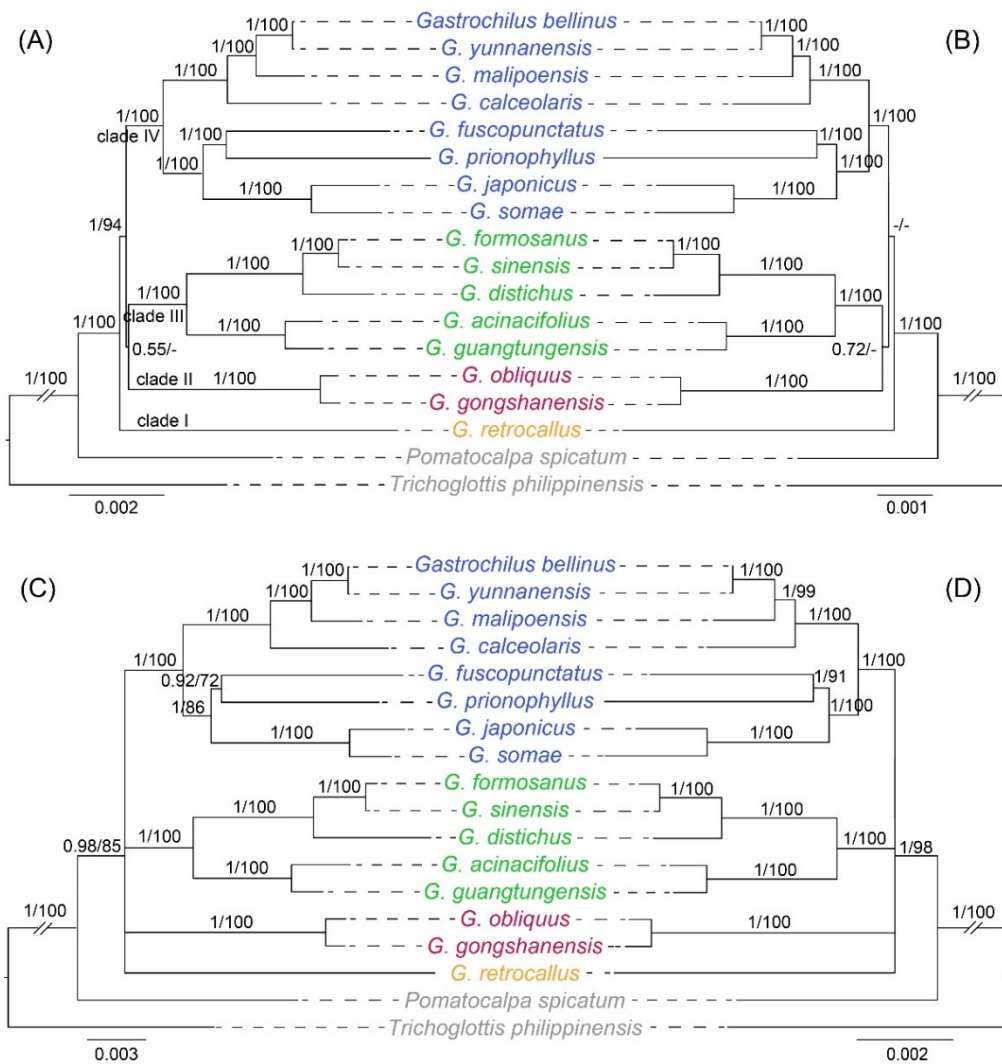 (A)
(B)
1/100 Gastrochilus bellinus 1/100
1/100 G. yunnanensis 1/100
1/100 G. malipoensis 1/100
1/100 G. calceolaris 1/100
clade IV
1/100 G. fuscopunctatus 1/100
1/100 G. prionophyllus 1/100
1/100 G. japonicus 1/100
G. somae
1/94 -/-
1/100 G. formosanus 1/100
1/100 G. sinensis 1/100
1/100 G. distichus 1/100
clade III
1/100 G. acinacifolius 1/100
1/100 1/100
0.55/- G. guangtungensis 0.72/-
clade II 1/100 G. obliquus 1/100
1/100 G. gongshanensis 1/100
clade I G. retrocallus
Pomatocalpa spicatum
Trichoglottis philippinensis
0.002 0.001
(C)
(D)
1/100 Gastrochilus bellinus 1/100
1/100 G. yunnanensis 1/99
1/100 G. malipoensis 1/100
G. calceolaris
1/100 1/100
0.92/72 G. fuscopunctatus 1/91
1/86 G. prionophyllus 1/100
1/100 G. japonicus 1/100
G. somae
1/100 G. formosanus 1/100
1/100 G. sinensis 1/100
G. distichus
0.98/85 1/100 1/100 1/98
1/100 G. acinacifolius 1/100
G. guangtungensis
1/100 1/100 G. obliquus 1/100 1/100
G. gongshanensis
G. retrocallus
Pomatocalpa spicatum
Trichoglottis philippinensis
0.003 0.002